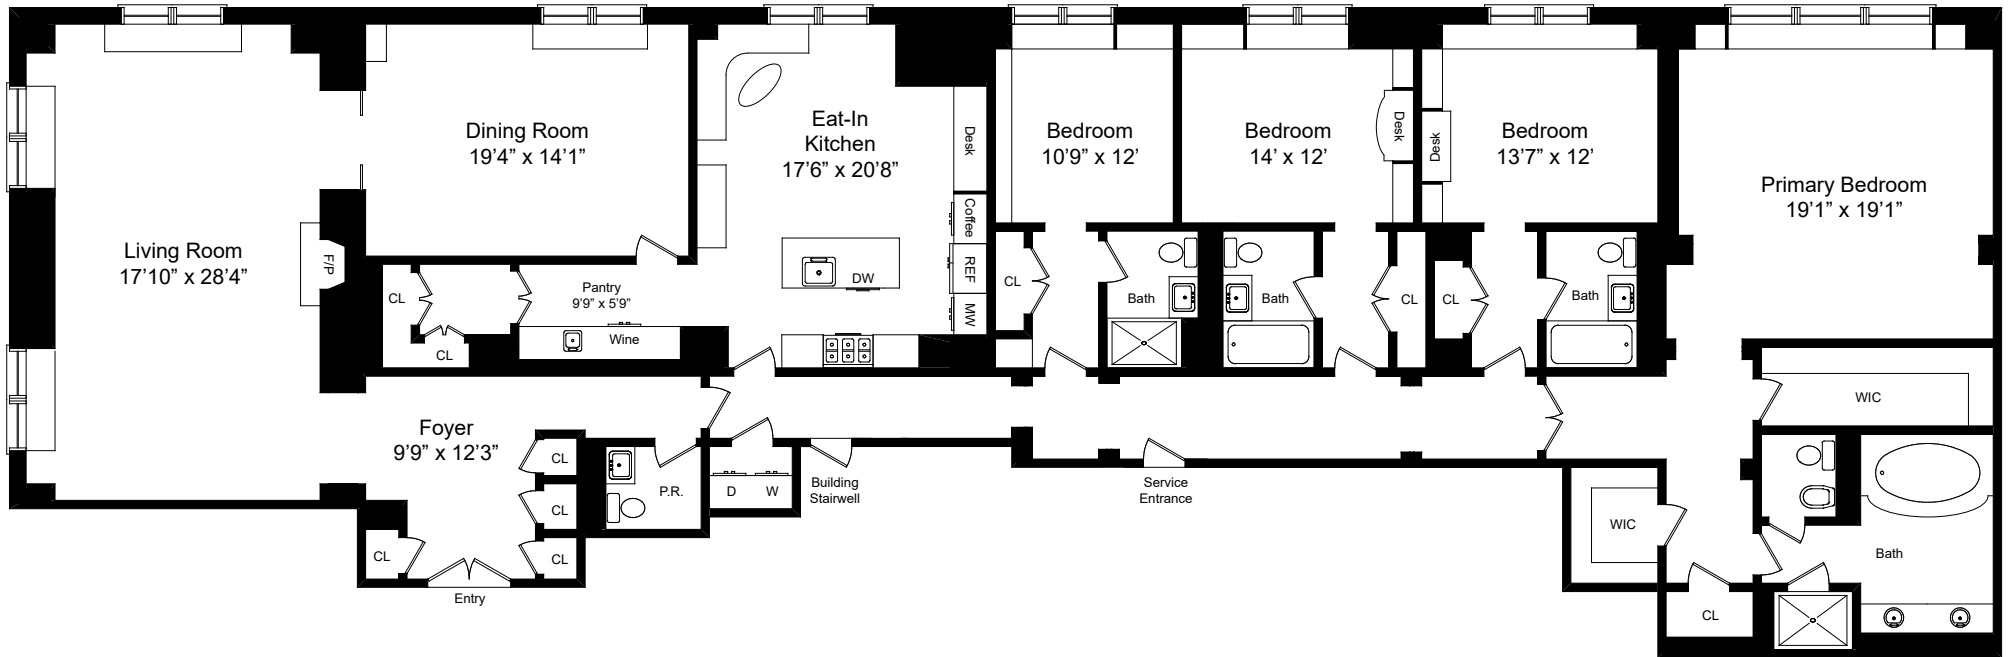 Living Room
17'10” x 28'4”
F/P
Dining Room
19'4” x 14'1”
Eat-In
Kitchen
17'6” x 20'8”
Desk
Coffee
REF
MW
DW
Pantry
9'9” x 5'9”
Wine
CL
CL
Bedroom
10'9” x 12'
CL
Bath
Bedroom
14' x 12'
Desk
Bath
CL
Bedroom
13'7” x 12'
Desk
CL
Bath
Primary Bedroom
19'1” x 19'1”
WIC
Foyer
9'9” x 12'3”
CL
CL
CL
CL
Entry
P.R.
D
W
Building
Stairwell
Service
Entrance
WIC
CL
Bath